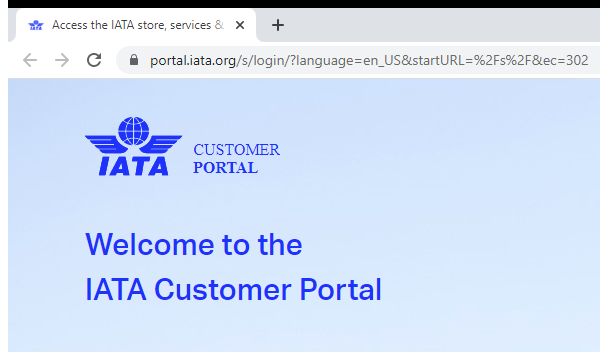 Access the IATA store, services &
portal.iata.org/s/login/?language=en_US&startURL=%2Fs%2F&ec=302
IATA
CUSTOMER
PORTAL
Welcome to the
IATA Customer Portal